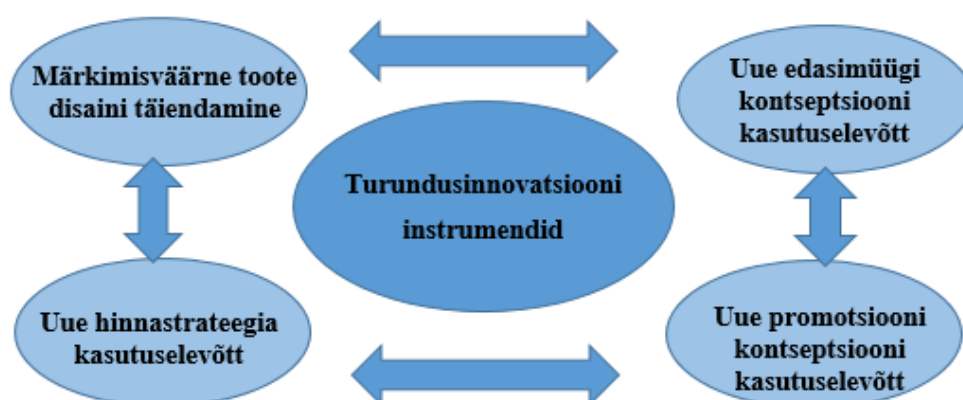 Märkimisväärne toote
disaini täiendamine
Uue edasimüügi
kontseptsiooni
kasutuselevõtt
Turundusinnovatsiooni
instrumendid
Uue hinnastrateegia
kasutuselevõtt
Uue promotsiooni
kontseptsiooni
kasutuselevõtt